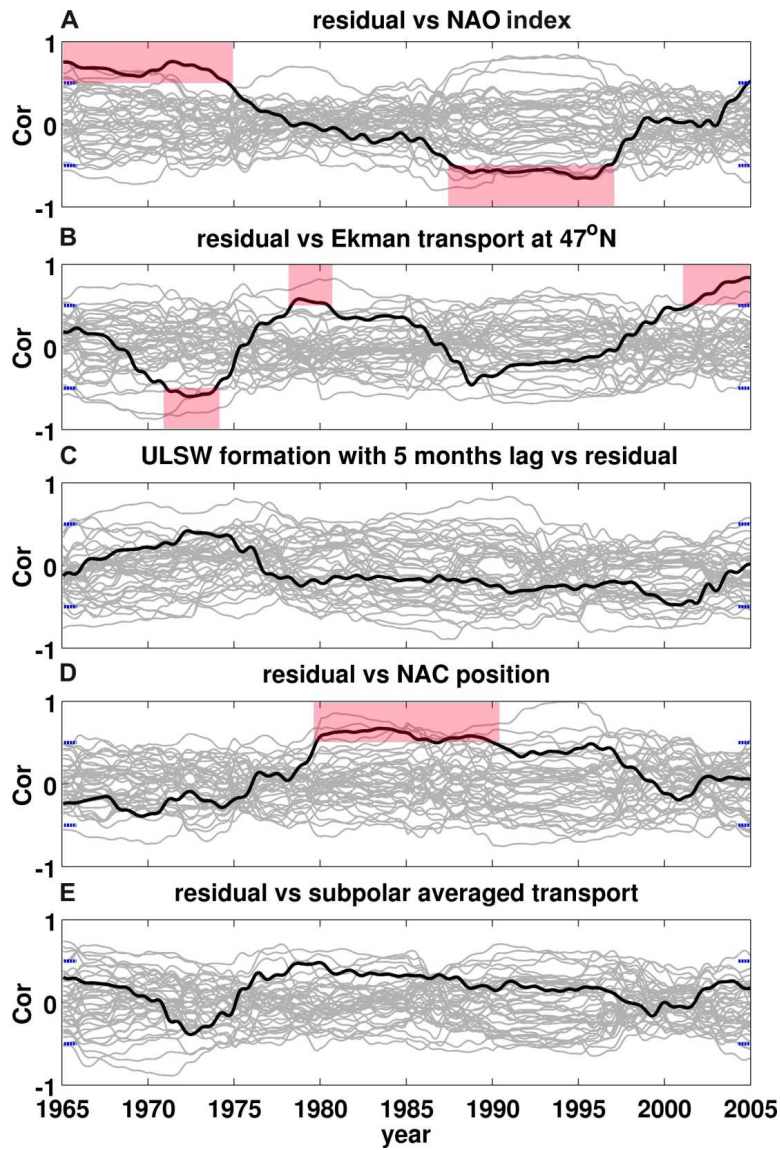 A residual vs NAO index
1
0
-1
Cor
B residual vs Ekman transport at 47°N
1
0
-1
Cor
C ULSW formation with 5 months lag vs residual
1
0
-1
Cor
D residual vs NAC position
1
0
-1
Cor
E residual vs subpolar averaged transport
1
0
-1
Cor
1965 1970 1975 1980 1985 1990 1995 2000 2005
year